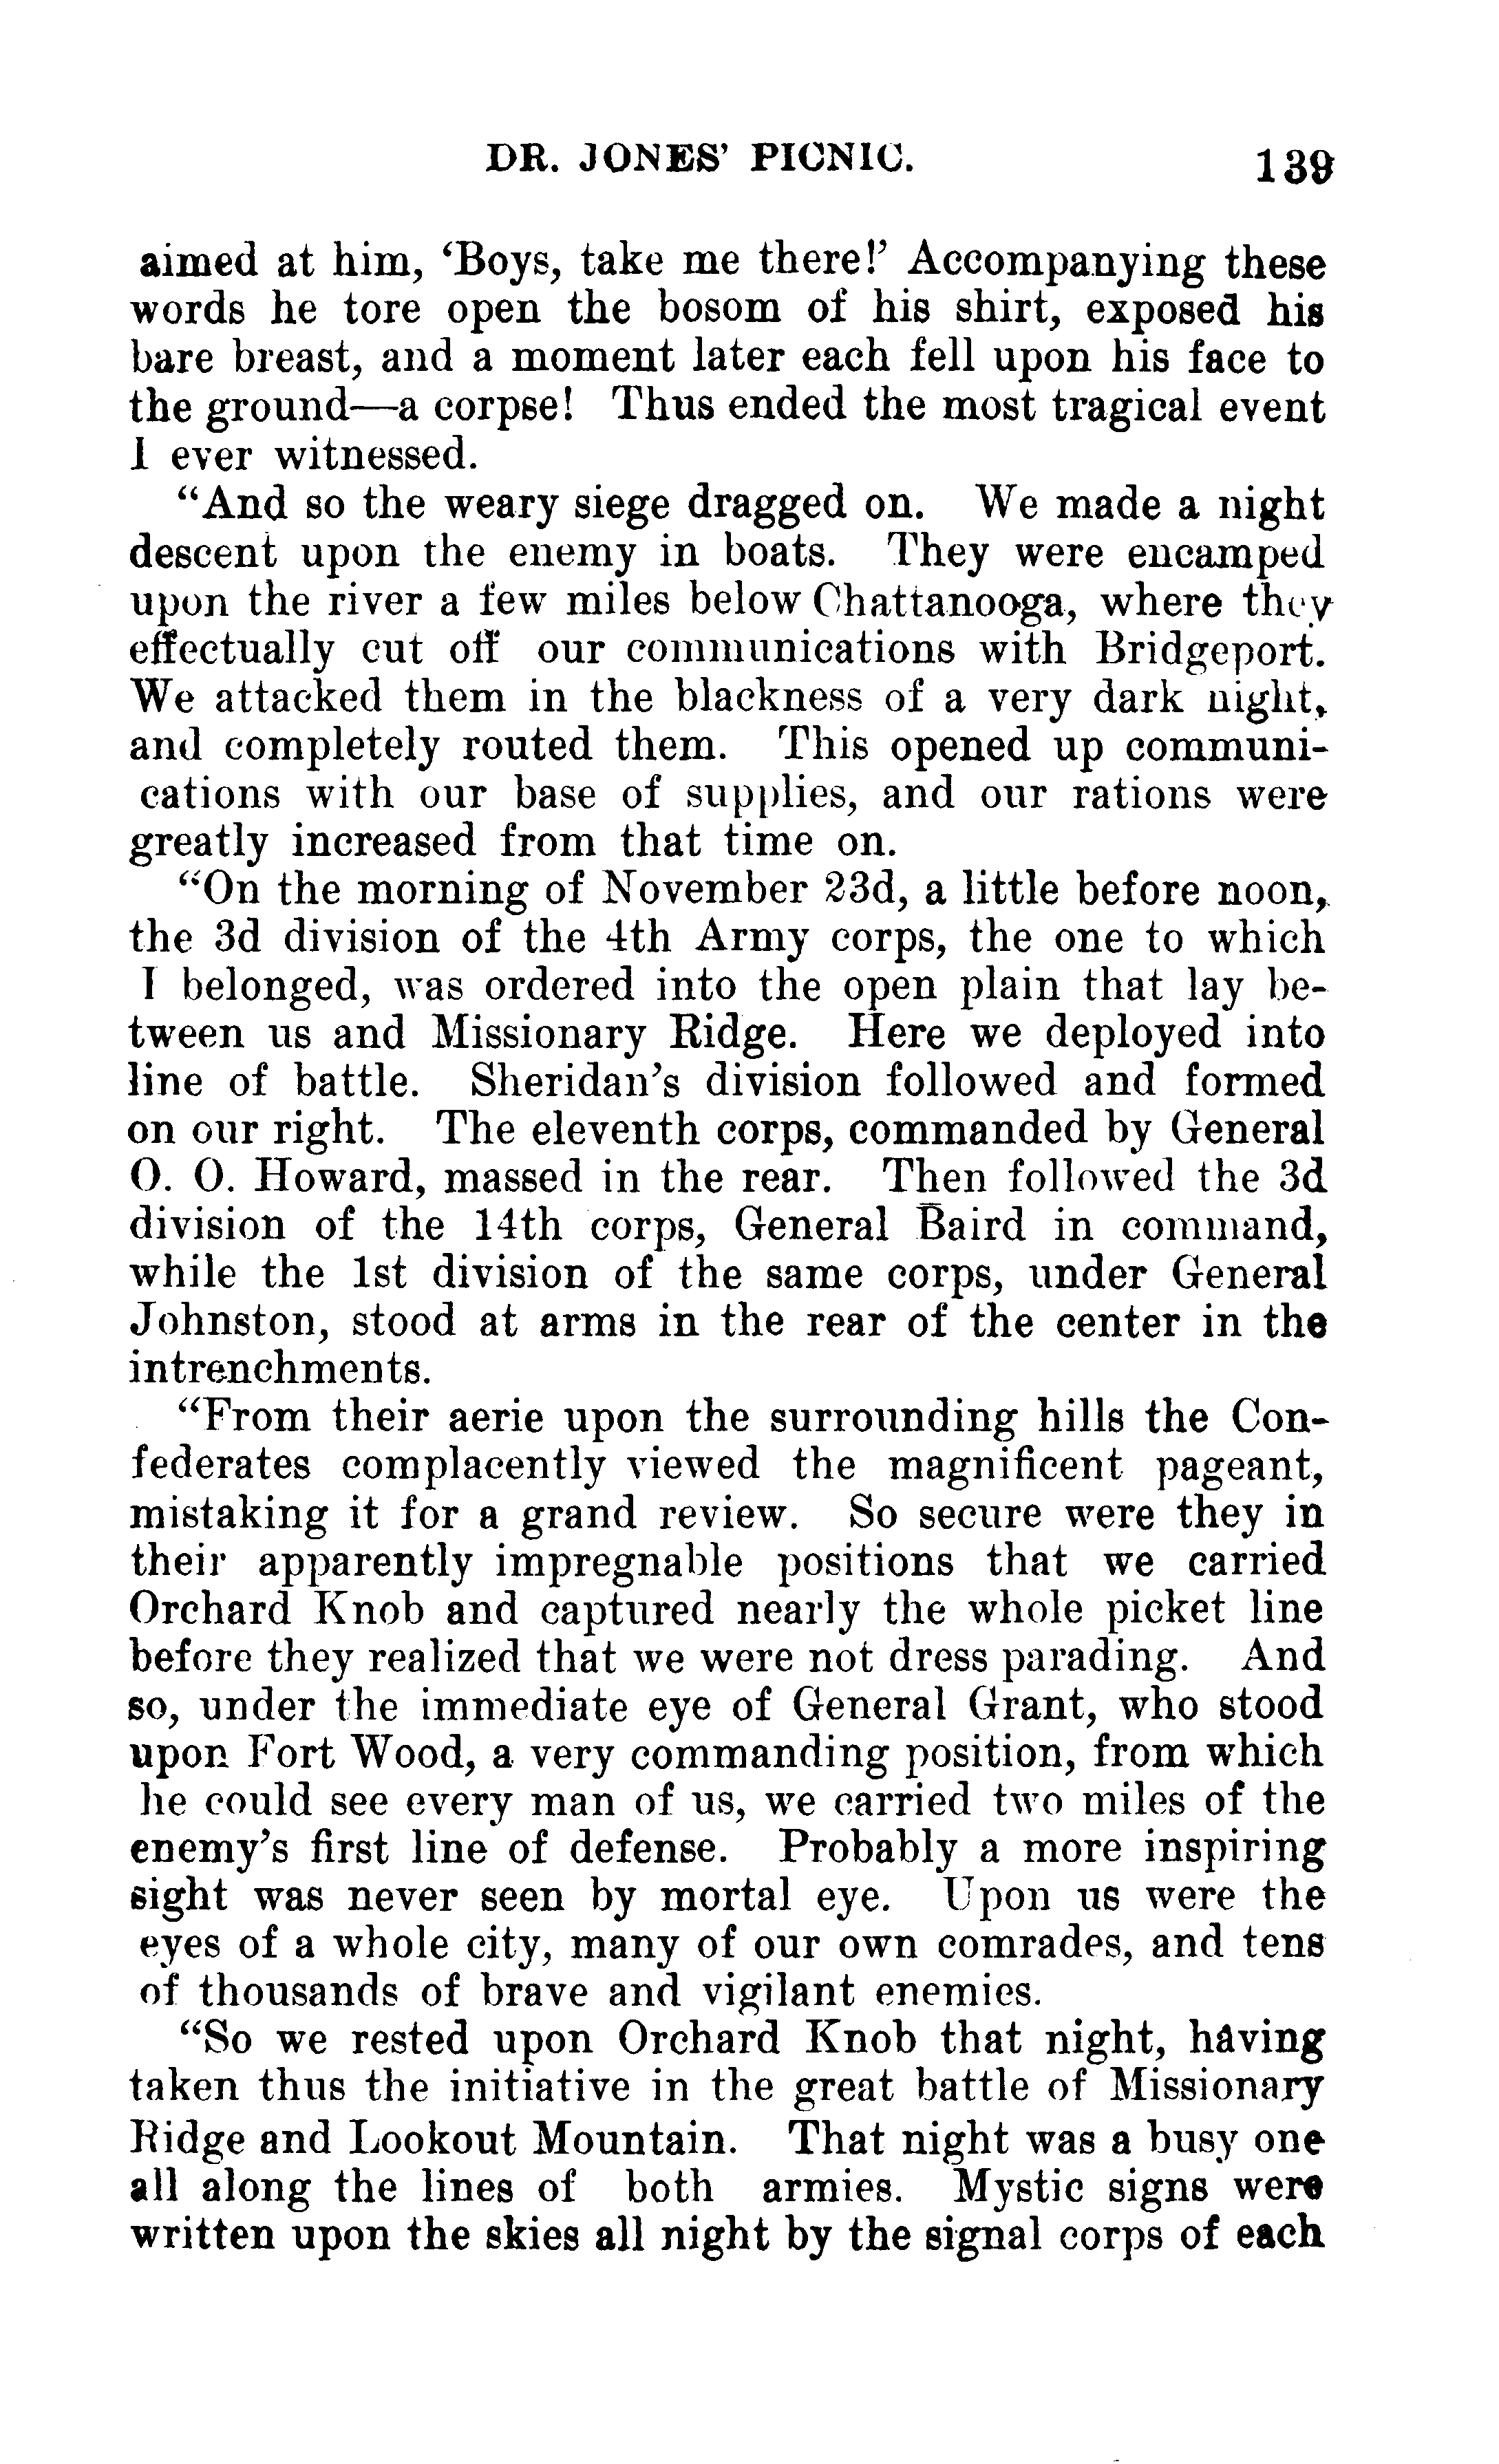 DR. JONES' PICNIC. 139
aimed at him, 'Boys, take me there!' Accompanying these
words he tore open the bosom of his shirt, exposed his
bare breast, and a moment later each fell upon his face to
the ground—a corpse! Thus ended the most tragical event
I ever witnessed.
"And so the weary siege dragged on. We made a night
descent upon the enemy in boats. They were encamped
upon the river a few miles below Chattanooga, where they
effectually cut off our communications with Bridgeport.
We attacked them in the blackness of a very dark night,
and completely routed them. This opened up communi-
cations with our base of supplies, and our rations were
greatly increased from that time on.
"On the morning of November 23d, a little before noon,
the 3d division of the 4th Army corps, the one to which
I belonged, was ordered into the open plain that lay be-
tween us and Missionary Ridge. Here we deployed into
line of battle. Sheridan's division followed and formed
on our right. The eleventh corps, commanded by General
O. O. Howard, massed in the rear. Then followed the 3d
division of the 14th corps, General Baird in command,
while the 1st division of the same corps, under General
Johnston, stood at arms in the rear of the center in the
intrenchments.
"From their aerie upon the surrounding hills the Con-
federates complacently viewed the magnificent pageant,
mistaking it for a grand review. So secure were they in
their apparently impregnable positions that we carried
Orchard Knob and captured nearly the whole picket line
before they realized that we were not dress parading. And
so, under the immediate eye of General Grant, who stood
upon Fort Wood, a very commanding position, from which
he could see every man of us, we carried two miles of the
enemy's first line of defense. Probably a more inspiring
sight was never seen by mortal eye. Upon us were the
eyes of a whole city, many of our own comrades, and tens
of thousands of brave and vigilant enemies.
"So we rested upon Orchard Knob that night, having
taken thus the initiative in the great battle of Missionary
Ridge and Lookout Mountain. That night was a busy one
all along the lines of both armies. Mystic signs were
written upon the skies all night by the signal corps of each